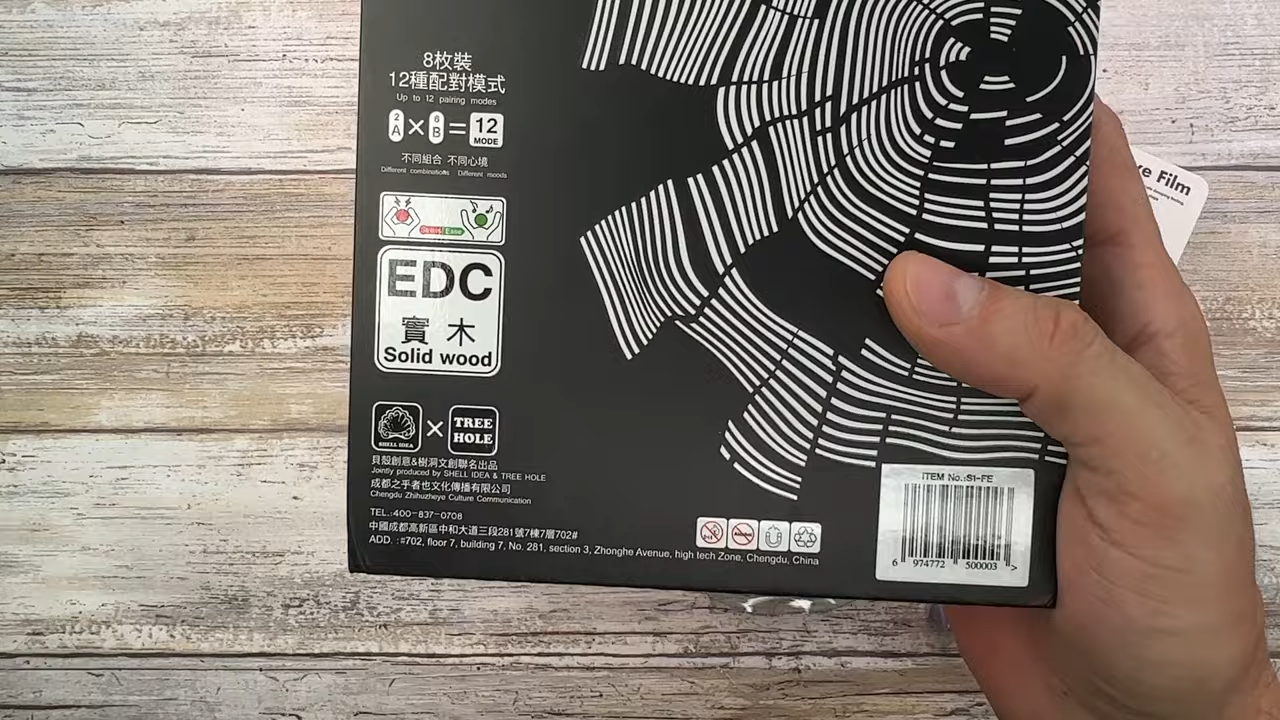 8枚裝
12種配對模式
Up to 12 pairing modes
2 A × 6 B = 12 MODE
不同組合 不同心境
Different combinations Different moods
Stress Ease
EDC
實木
Solid wood
SHELL IDEA × TREE HOLE
貝殼創意&樹洞文創聯名出品
Jointly produced by SHELL IDEA & TREE HOLE
成都之乎者也文化傳播有限公司
Chengdu Zhihuzheye Culture Communication
TEL.:400-837-0708
中國成都高新區中和大道三段281號7棟7層702#
ADD. :#702, floor 7, building 7, No. 281, section 3, Zhonghe Avenue, high tech Zone, Chengdu, China
Alcohol
ITEM No.:S1-FE
6 974772 500003 >
ve Film